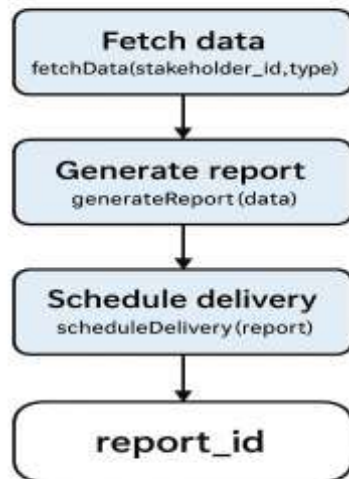 Fetch data
fetchData(stakeholder_id,type)
Generate report
generateReport(data)
Schedule delivery
scheduleDelivery(report)
report_id